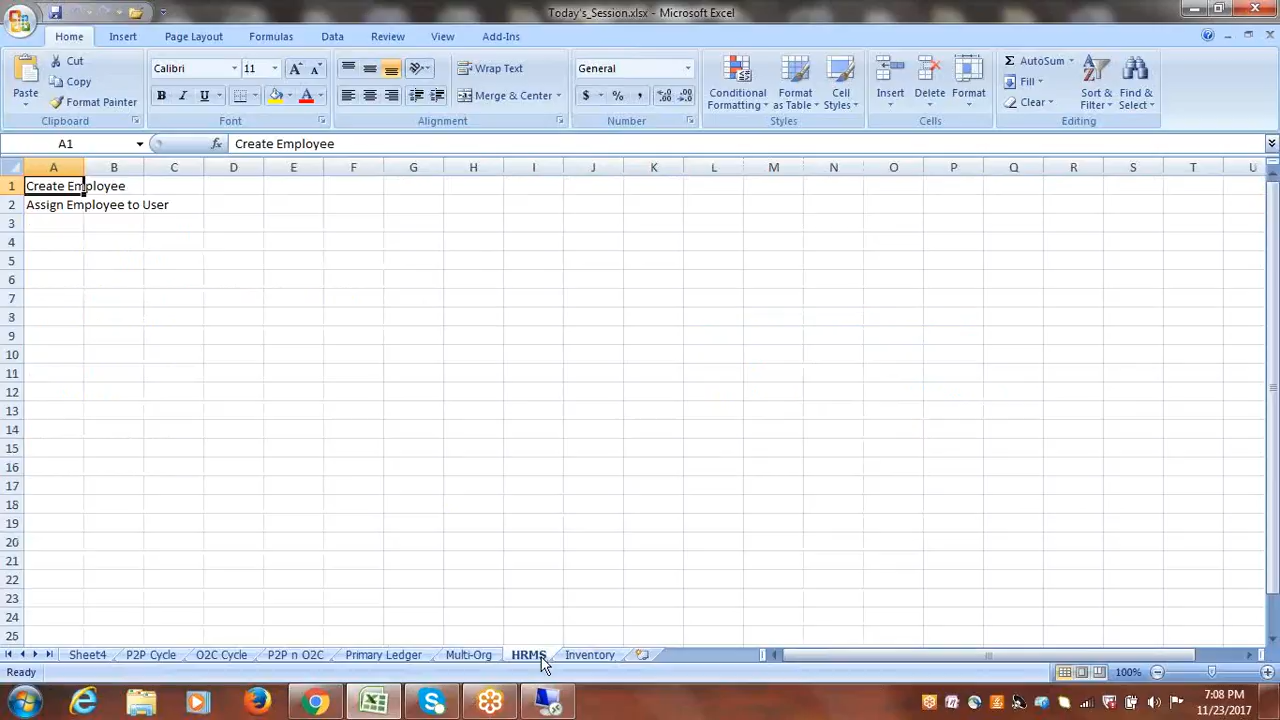 Today's_Session.xlsx - Microsoft Excel
Home Insert Page Layout Formulas Data Review View Add-Ins
Paste
Cut
Copy
Format Painter
Clipboard
Calibri 11
B I U
Font
Wrap Text
Merge & Center
Alignment
General
$ % ,
Number
Conditional Formatting
Format as Table
Cell Styles
Styles
Insert
Delete
Format
Cells
Σ AutoSum
Fill
Clear
Sort & Filter
Find & Select
Editing
A1 fx Create Employee
A B C D E F G H I J K L M N O P Q R S T U
1 Create Employee
2 Assign Employee to User
3
4
5
6
7
8
9
10
11
12
13
14
15
16
17
18
19
20
21
22
23
24
25
Sheet4 P2P Cycle O2C Cycle P2P n O2C Primary Ledger Multi-Org HRMS Inventory
Ready 100%
7:08 PM
11/23/2017